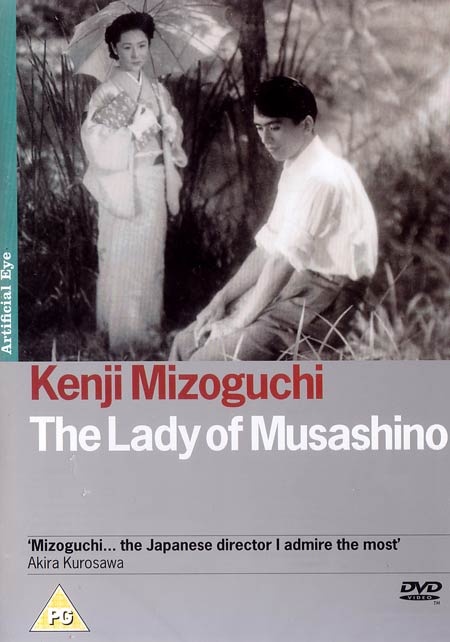 Artificial Eye
Kenji Mizoguchi
The Lady of Musashino
'Mizoguchi... the Japanese director I admire the most'
Akira Kurosawa
PG
DVD
VIDEO
TM